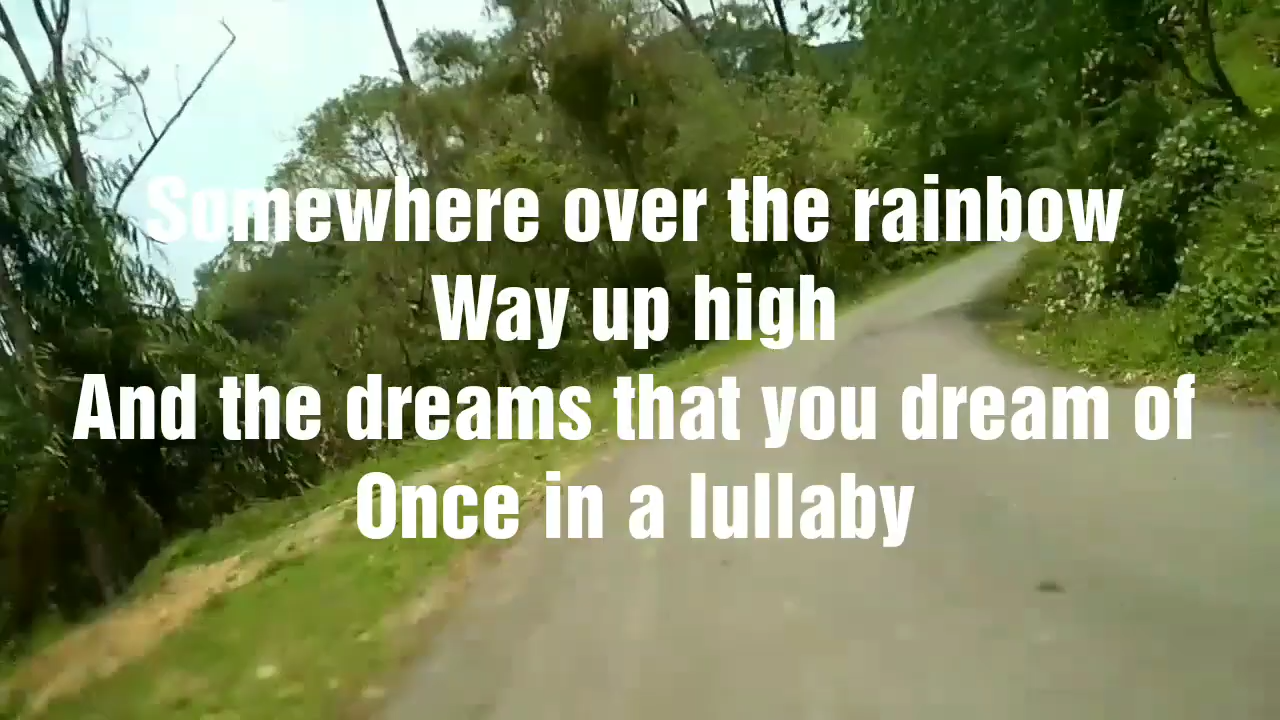 Somewhere over the rainbow
Way up high
And the dreams that you dream of
Once in a lullaby